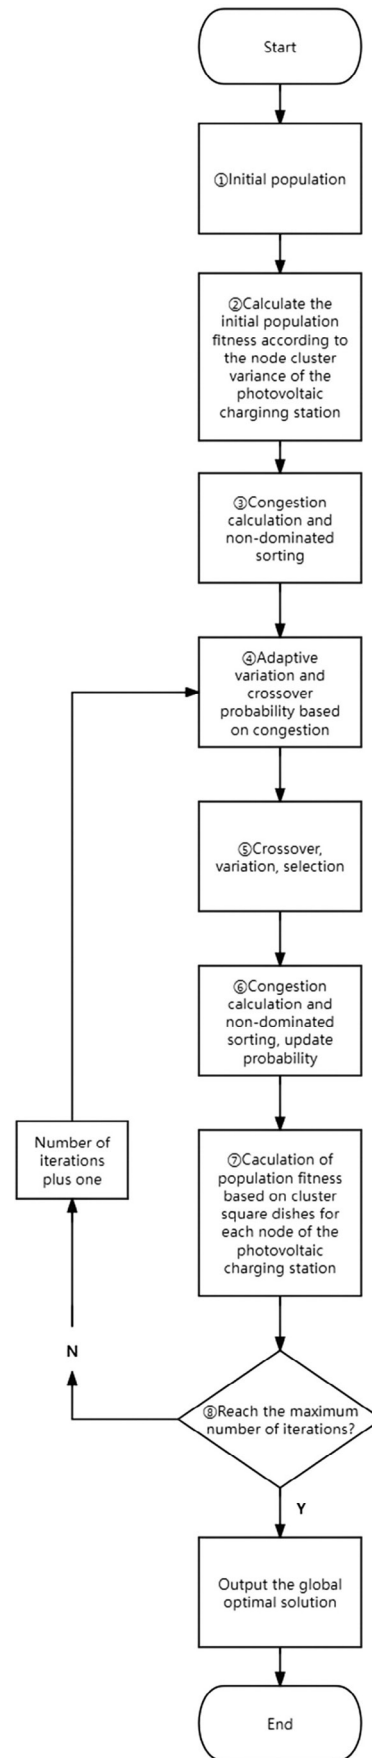 Start
①Initial population
②Calculate the
initial population
fitness according to
the node cluster
variance of the
photovoltaic
charginng station
③Congestion
calculation and
non-dominated
sorting
④Adaptive
variation and
crossover
probability based
on congestion
⑤Crossover,
variation, selection
⑥Congestion
calculation and
non-dominated
sorting, update
probability
Number of
iterations
plus one
⑦Caculation of
population fitness
based on cluster
square dishes for
each node of the
photovoltaic
charging station
N
⑧Reach the maximum
number of iterations?
Y
Output the global
optimal solution
End